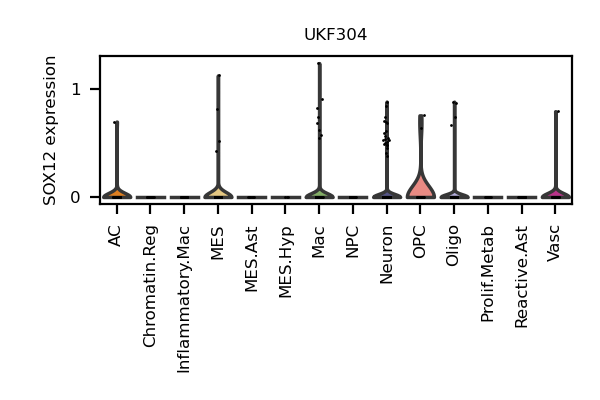 UKF304
SOX12 expression
1
0
AC
Chromatin.Reg
Inflammatory.Mac
MES
MES.Ast
MES.Hyp
Mac
NPC
Neuron
OPC
Oligo
Prolif.Metab
Reactive.Ast
Vasc